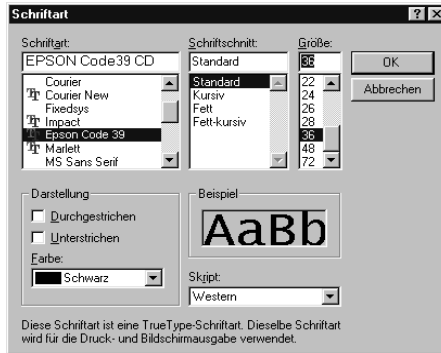 Schriftart
Schriftart: Schriftschnitt: Größe:
EPSON Code39 CD Standard 36 OK
Courier Standard 22 Abbrechen
Courier New Kursiv 24
Fixedsys Fett 26
Impact Fett-kursiv 28
Epson Code 39 36
Marlett 48
MS Sans Serif 72
Darstellung Beispiel
Durchgestrichen AaBb
Unterstrichen
Farbe:
Schwarz Skript:
Western
Diese Schriftart ist eine TrueType-Schriftart. Dieselbe Schriftart
wird für die Druck- und Bildschirmausgabe verwendet.